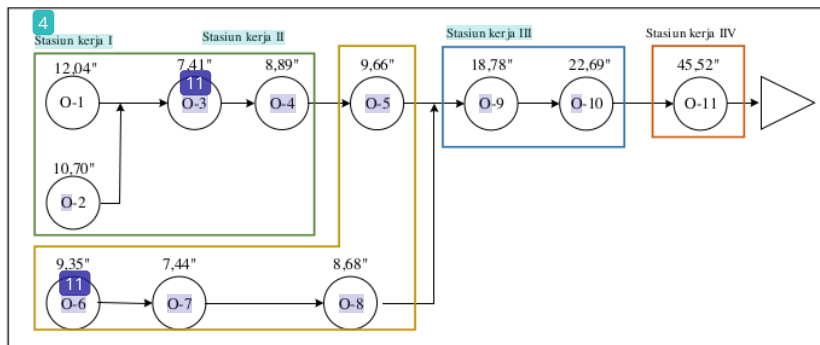 4
Stasiun kerja I
Stasiun kerja II
Stasiun kerja III
Stasiun kerja IIV
12,04"
7,41"
8,89"
9,66"
18,78"
22,69"
45,52"
11
O-1
O-3
O-4
O-5
O-9
O-10
O-11
10,70"
O-2
9,35"
7,44"
8,68"
11
O-6
O-7
O-8